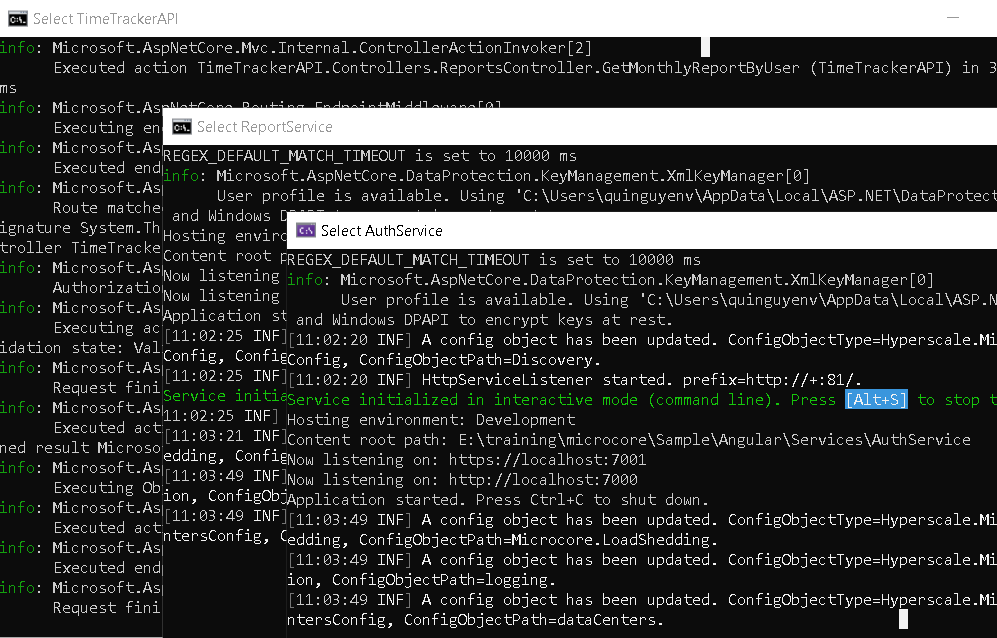 Select TimeTrackerAPI
info: Microsoft.AspNetCore.Mvc.Internal.ControllerActionInvoker[2]
Executed action TimeTrackerAPI.Controllers.ReportsController.GetMonthlyReportByUser (TimeTrackerAPI) in 3
ms
info: Microsoft.AspNetCore.Routing.EndpointMiddleware[0]
Executing en
info: Microsoft.As
Executed end
info: Microsoft.As
Route matche
ignature System.Th
troller TimeTracke
info: Microsoft.As
Authorizatio
info: Microsoft.As
Executing ac
idation state: Val
info: Microsoft.As
Request fini
info: Microsoft.As
Executed act
ned result Microso
info: Microsoft.As
Executing Ob
info: Microsoft.As
Executed act
info: Microsoft.As
Executed end
info: Microsoft.As
Request fini
Select ReportService
REGEX_DEFAULT_MATCH_TIMEOUT is set to 10000 ms
info: Microsoft.AspNetCore.DataProtection.KeyManagement.XmlKeyManager[0]
User profile is available. Using 'C:\Users\quinguyenv\AppData\Local\ASP.NET\DataProtect
and Windows
Hosting enviro
Content root p
Now listening
Now listening
Application st
[11:02:25 INF]
Config, Config
[11:02:25 INF]
Service initia
11:02:25 INF]
[11:03:21 INF]
edding, Config
[11:03:49 INF]
ion, ConfigObj
[11:03:49 INF]
ntersConfig, C
Select AuthService
REGEX_DEFAULT_MATCH_TIMEOUT is set to 10000 ms
info: Microsoft.AspNetCore.DataProtection.KeyManagement.XmlKeyManager[0]
User profile is available. Using 'C:\Users\quinguyenv\AppData\Local\ASP.N
and Windows DPAPI to encrypt keys at rest.
[11:02:20 INF] A config object has been updated. ConfigObjectType=Hyperscale.Mi
Config, ConfigObjectPath=Discovery.
[11:02:20 INF] HttpServiceListener started. prefix=http://+:81/.
Service initialized in interactive mode (command line). Press [Alt+S] to stop t
Hosting environment: Development
Content root path: E:\training\microcore\Sample\Angular\Services\AuthService
Now listening on: https://localhost:7001
Now listening on: http://localhost:7000
Application started. Press Ctrl+C to shut down.
[11:03:49 INF] A config object has been updated. ConfigObjectType=Hyperscale.Mi
edding, ConfigObjectPath=Microcore.LoadShedding.
[11:03:49 INF] A config object has been updated. ConfigObjectType=Hyperscale.Mi
ion, ConfigObjectPath=logging.
[11:03:49 INF] A config object has been updated. ConfigObjectType=Hyperscale.Mi
ntersConfig, ConfigObjectPath=dataCenters.